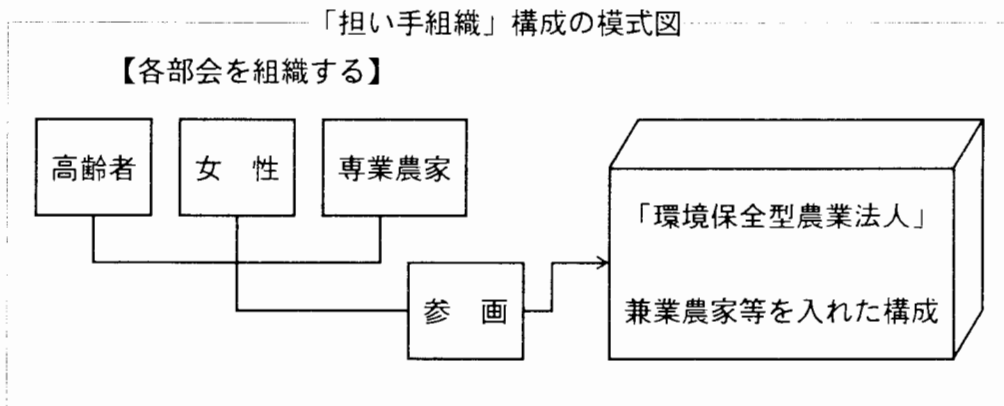 「担い手組織」構成の模式図
【各部会を組織する】
高齢者
女　性
専業農家
参　画
「環境保全型農業法人」
兼業農家等を入れた構成